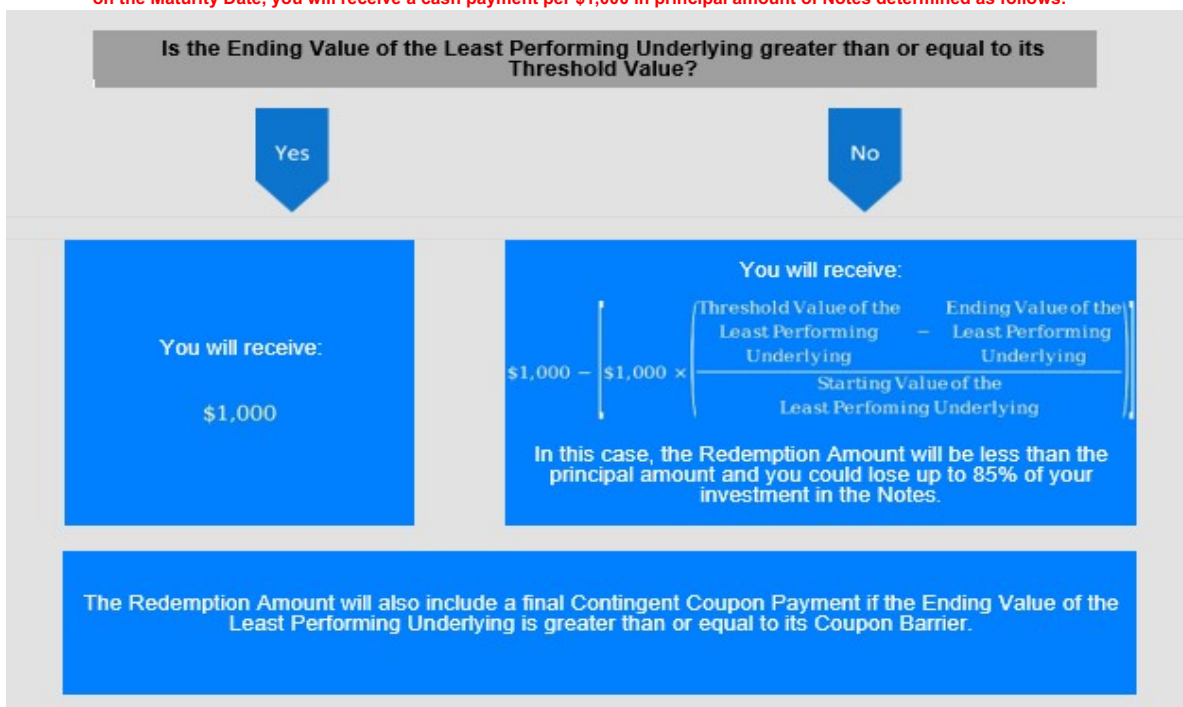 on the Maturity Date, you will receive a cash payment per $1,000 in principal amount of Notes determined as follows:
Is the Ending Value of the Least Performing Underlying greater than or equal to its
Threshold Value?
Yes
No
You will receive:
$1,000
You will receive:
Threshold Value of the Ending Value of the
Least Performing − Least Performing
Underlying Underlying
$1,000 − $1,000 ×
Starting Value of the
Least Perfoming Underlying
In this case, the Redemption Amount will be less than the
principal amount and you could lose up to 85% of your
investment in the Notes.
The Redemption Amount will also include a final Contingent Coupon Payment if the Ending Value of the
Least Performing Underlying is greater than or equal to its Coupon Barrier.